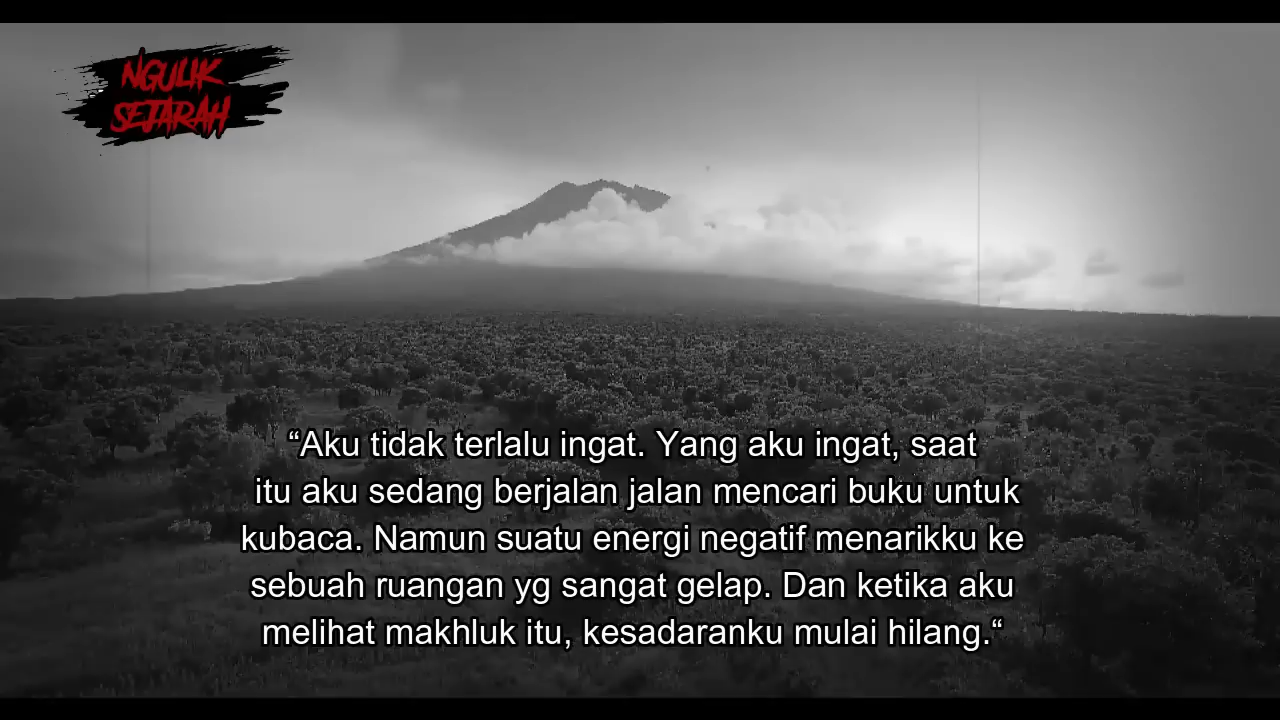 NGULIK
SEJARAH
“Aku tidak terlalu ingat. Yang aku ingat, saat
itu aku sedang berjalan jalan mencari buku untuk
kubaca. Namun suatu energi negatif menarikku ke
sebuah ruangan yg sangat gelap. Dan ketika aku
melihat makhluk itu, kesadaranku mulai hilang.“